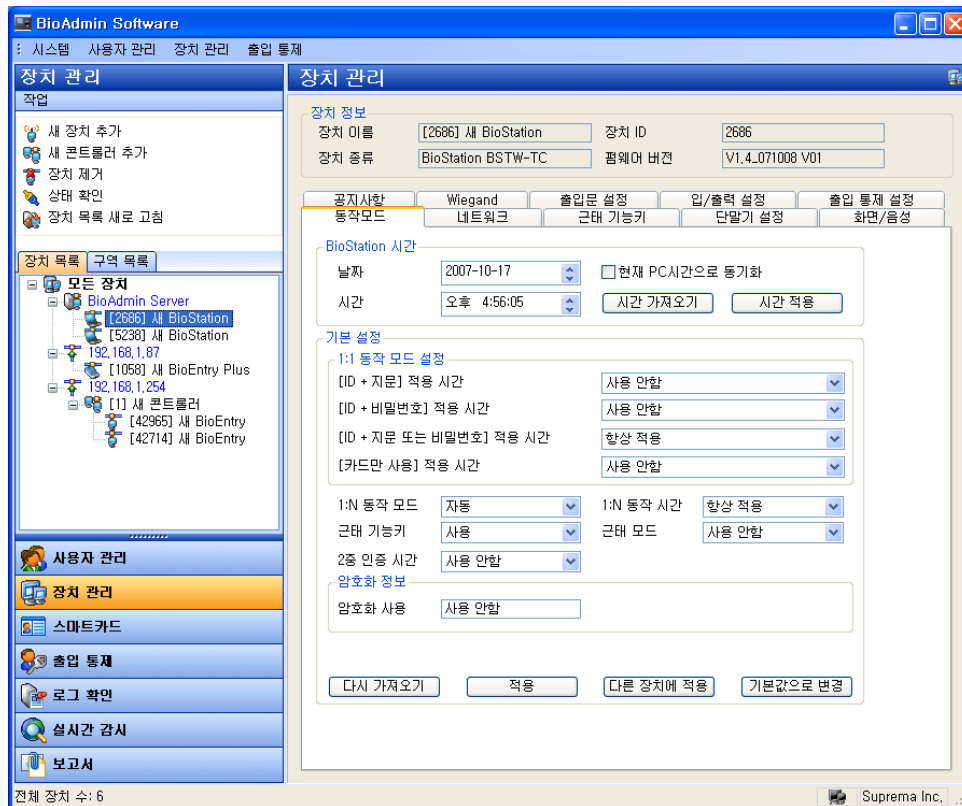 BioAdmin Software
시스템 사용자 관리 장치 관리 출입 통제
장치 관리
작업
새 장치 추가
새 콘트롤러 추가
장치 제거
상태 확인
장치 목록 새로 고침
장치 목록 구역 목록
모든 장치
BioAdmin Server
[2686] 새 BioStation
[5238] 새 BioStation
192.168.1.87
[1058] 새 BioEntry Plus
192.168.1.254
[1] 새 콘트롤러
[42965] 새 BioEntry
[42714] 새 BioEntry
사용자 관리
장치 관리
스마트카드
출입 통제
로그 확인
실시간 감시
보고서
장치 관리
장치 정보
장치 이름 [2686] 새 BioStation 장치 ID 2686
장치 종류 BioStation BSTW-TC 펌웨어 버전 V1.4_071008 V01
공지사항 Wiegand 출입문 설정 입/출력 설정 출입 통제 설정
동작모드 네트워크 근태 기능키 단말기 설정 화면/음성
BioStation 시간
날짜 2007-10-17 현재 PC시간으로 동기화
시간 오후 4:56:05 시간 가져오기 시간 적용
기본 설정
1:1 동작 모드 설정
[ID + 지문] 적용 시간 사용 안함
[ID + 비밀번호] 적용 시간 사용 안함
[ID + 지문 또는 비밀번호] 적용 시간 항상 적용
[카드만 사용] 적용 시간 사용 안함
1:N 동작 모드 자동 1:N 동작 시간 항상 적용
근태 기능키 사용 근태 모드 사용 안함
2중 인증 시간 사용 안함
암호화 정보
암호화 사용 사용 안함
다시 가져오기 적용 다른 장치에 적용 기본값으로 변경
전체 장치 수: 6 Suprema Inc.